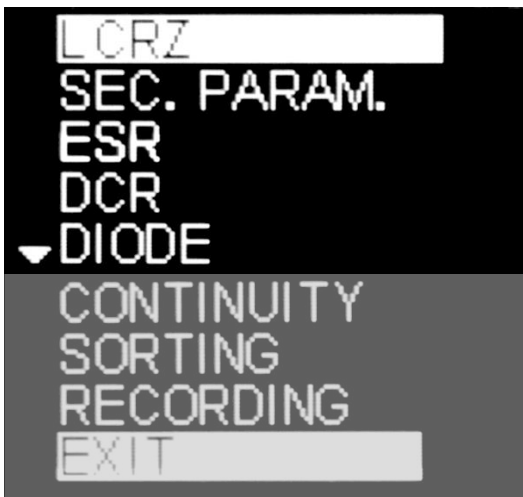 LCRZ
SEC. PARAM.
ESR
DCR
DIODE
CONTINUITY
SORTING
RECORDING
EXIT